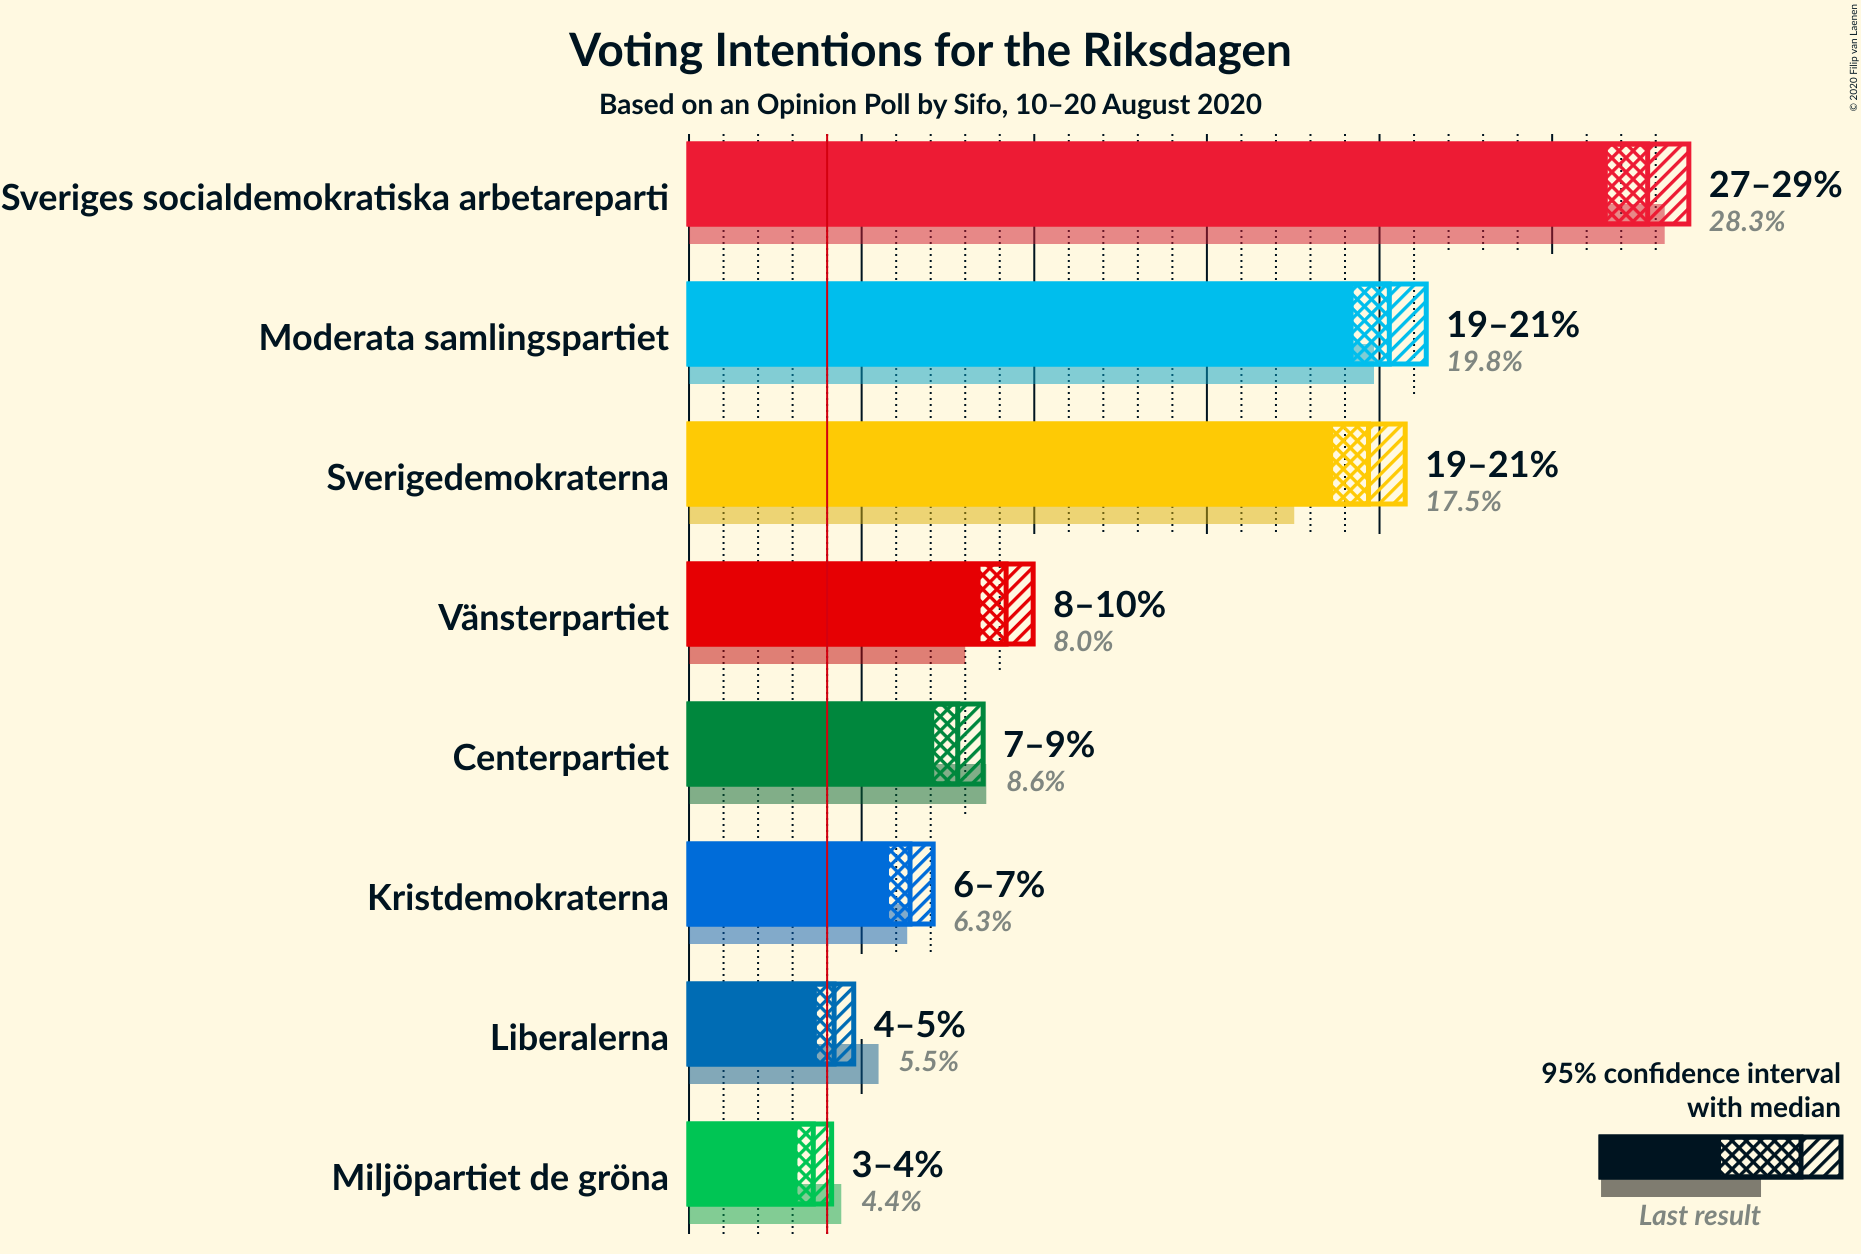 Voting Intentions for the Riksdagen
Based on an Opinion Poll by Sifo, 10–20 August 2020
© 2020 Filip van Laenen
Sveriges socialdemokratiska arbetareparti
27–29%
28.3%
Moderata samlingspartiet
19–21%
19.8%
Sverigedemokraterna
19–21%
17.5%
Vänsterpartiet
8–10%
8.0%
Centerpartiet
7–9%
8.6%
Kristdemokraterna
6–7%
6.3%
Liberalerna
4–5%
5.5%
Miljöpartiet de gröna
3–4%
4.4%
95% confidence interval
with median
Last result